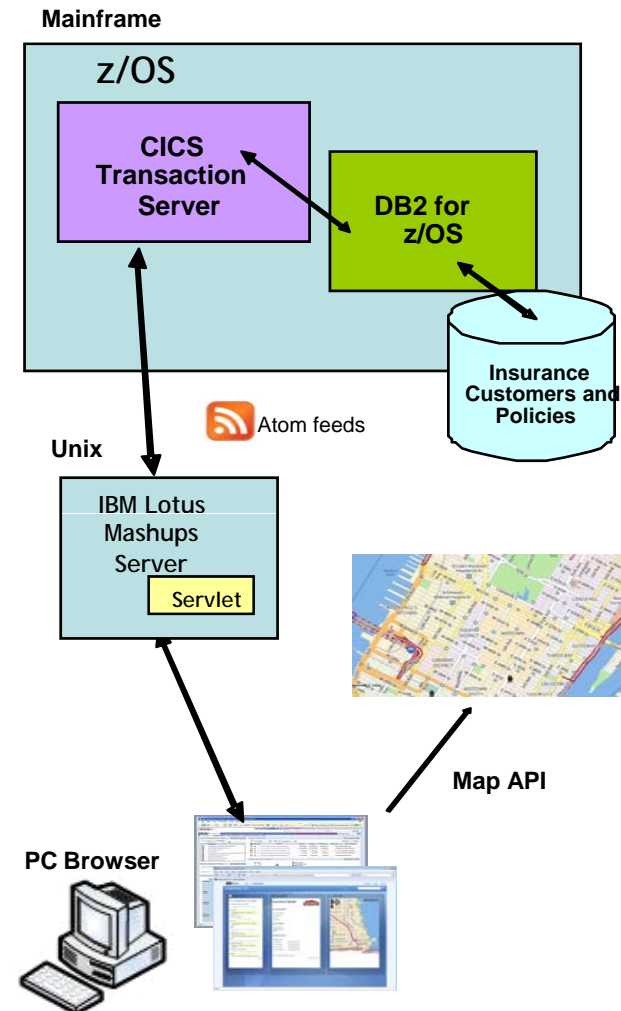 Mainframe
z/OS
CICS
Transaction
Server
DB2 for
z/OS
Insurance
Customers and
Policies
Atom feeds
Unix
IBM Lotus
Mashups
Server
Servlet
Map API
PC Browser